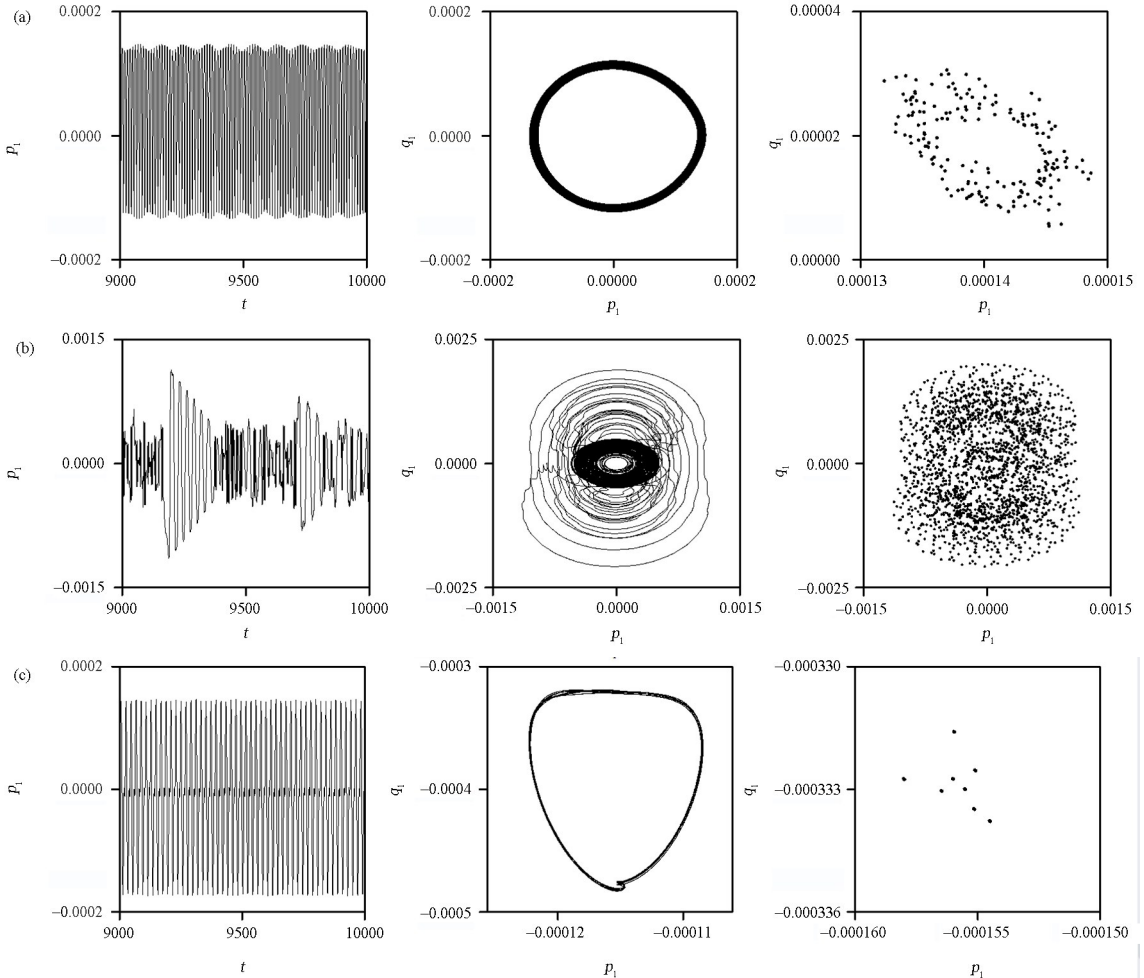 (a)
0.0002
0.0000
−0.0002
p₁
9000 9500 10000
t
0.0002
0.0000
−0.0002
q₁
−0.0002 0.00000 0.0002
p₁
0.00004
0.00002
0.00000
q₁
0.00013 0.00014 0.00015
p₁
(b)
0.0015
0.0000
−0.0015
p₁
9000 9500 10000
t
0.0025
0.0000
−0.0025
q₁
−0.0015 0.0000 0.0015
p₁
0.0025
0.0000
−0.0025
q₁
−0.0015 0.0000 0.0015
p₁
(c)
0.0002
0.0000
−0.0002
p₁
9000 9500 10000
t
−0.0003
−0.0004
−0.0005
q₁
−0.00012 −0.00011
p₁
−0.000330
−0.000333
−0.000336
q₁
−0.000160 −0.000155 −0.000150
p₁